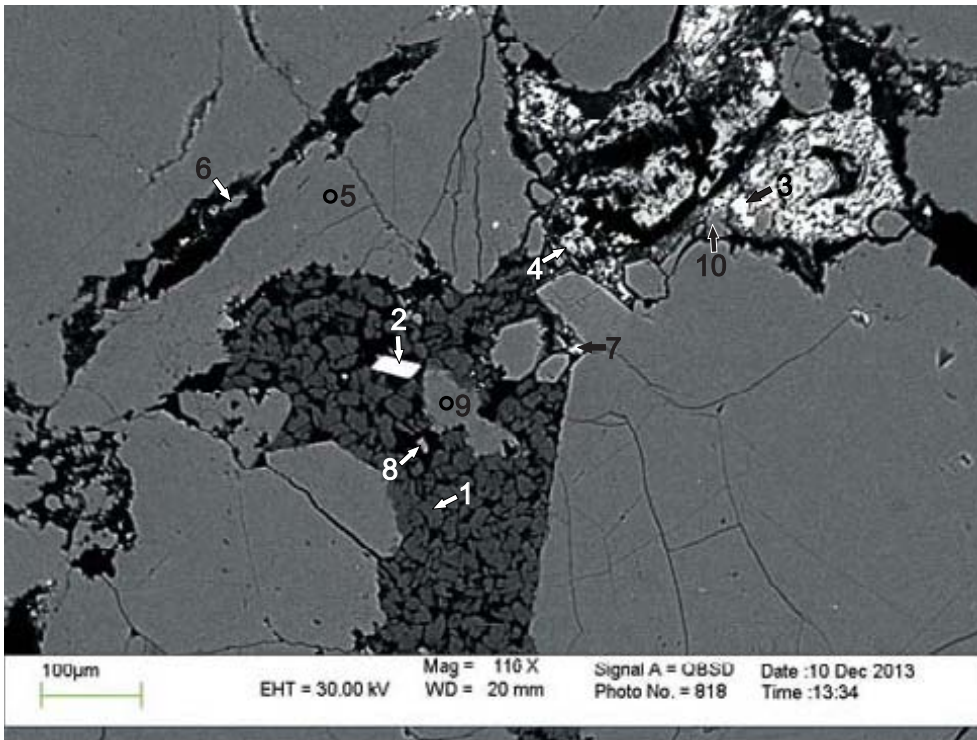 6
5
3
4
10
2
7
9
8
1
100µm
Mag = 116 X
EHT = 30.00 kV
WD = 20 mm
Signal A = QBSD
Photo No. = 818
Date :10 Dec 2013
Time :13:34